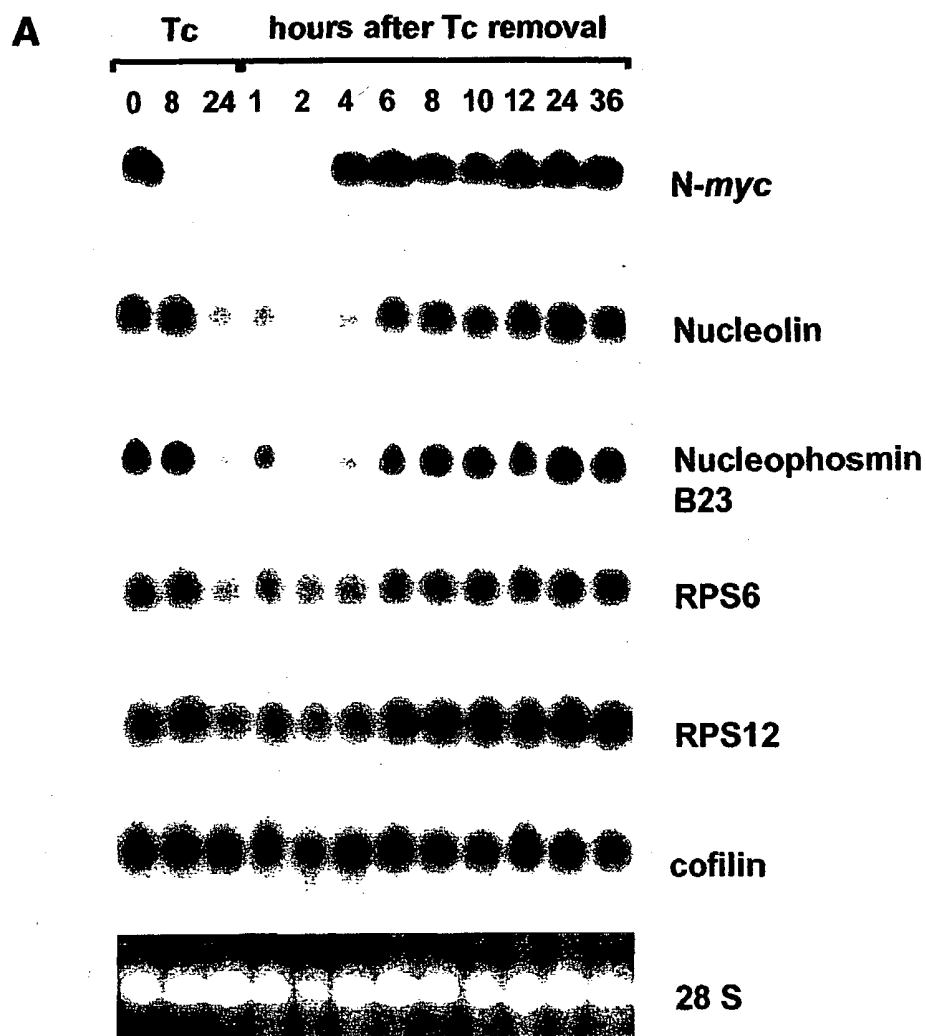 A
Tc hours after Tc removal
0 8 24 1 2 4 6 8 10 12 24 36
N-myc
Nucleolin
Nucleophosmin
B23
RPS6
RPS12
cofilin
28 S